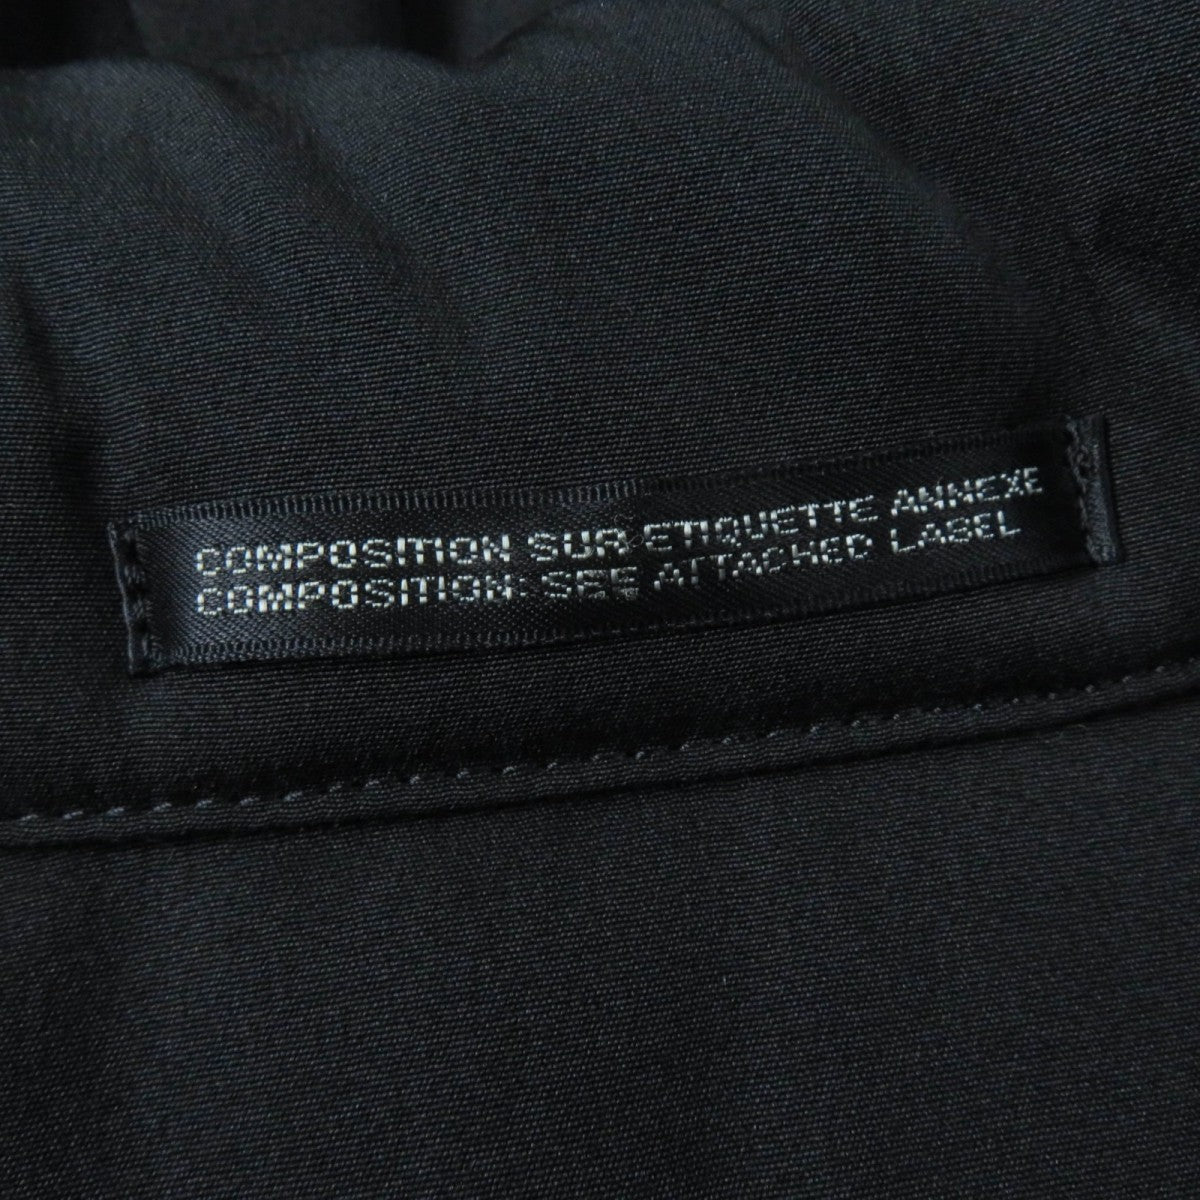 COMPOSITION SUR ETIQUETTE ANNEXE
COMPOSITION: SEE ATTACHED LABEL